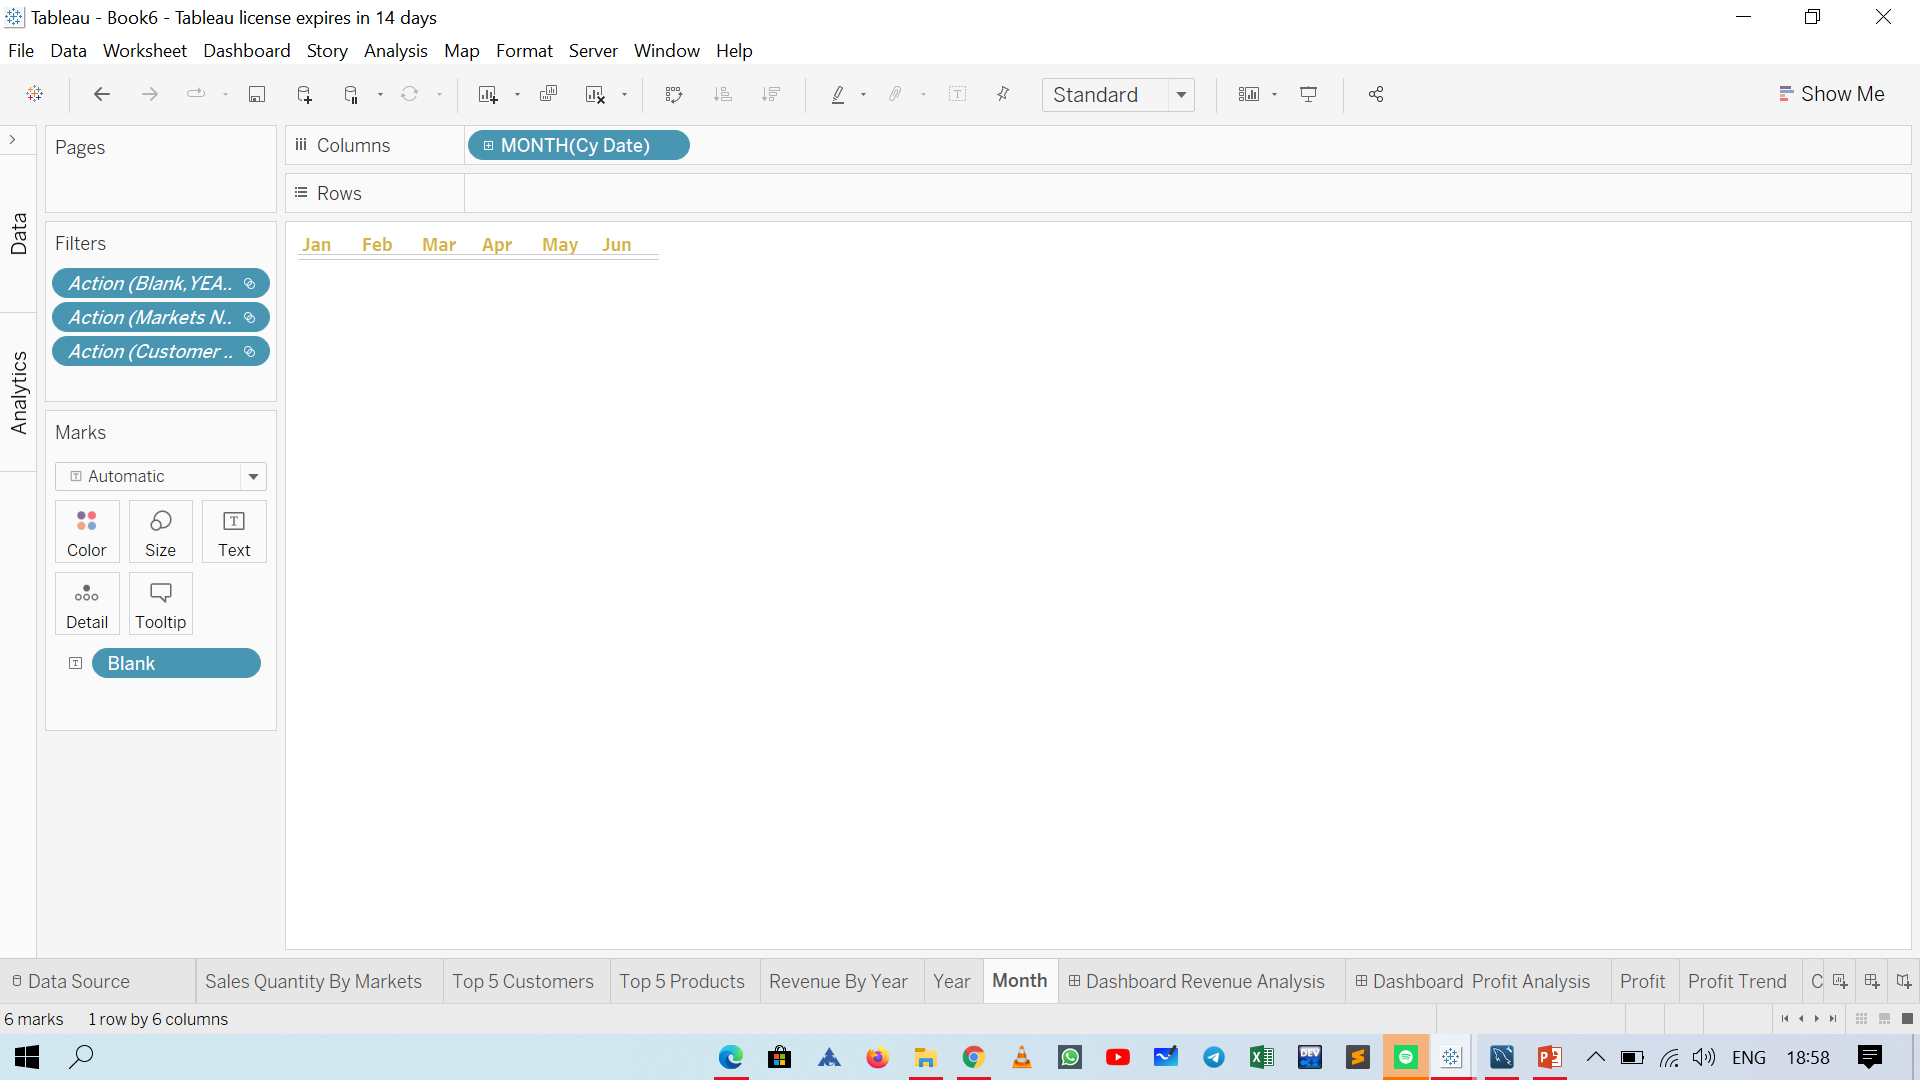 Tableau - Book6 - Tableau license expires in 14 days
File Data Worksheet Dashboard Story Analysis Map Format Server Window Help
Standard
Show Me
Pages
Columns
MONTH(Cy Date)
Rows
Data
Analytics
Filters
Action (Blank,YEA..
Action (Markets N..
Action (Customer ..
Jan Feb Mar Apr May Jun
Marks
Automatic
Color Size Text
Detail Tooltip
Blank
Data Source Sales Quantity By Markets Top 5 Customers Top 5 Products Revenue By Year Year Month Dashboard Revenue Analysis Dashboard Profit Analysis Profit Profit Trend C
6 marks 1 row by 6 columns
DEV
ENG 18:58